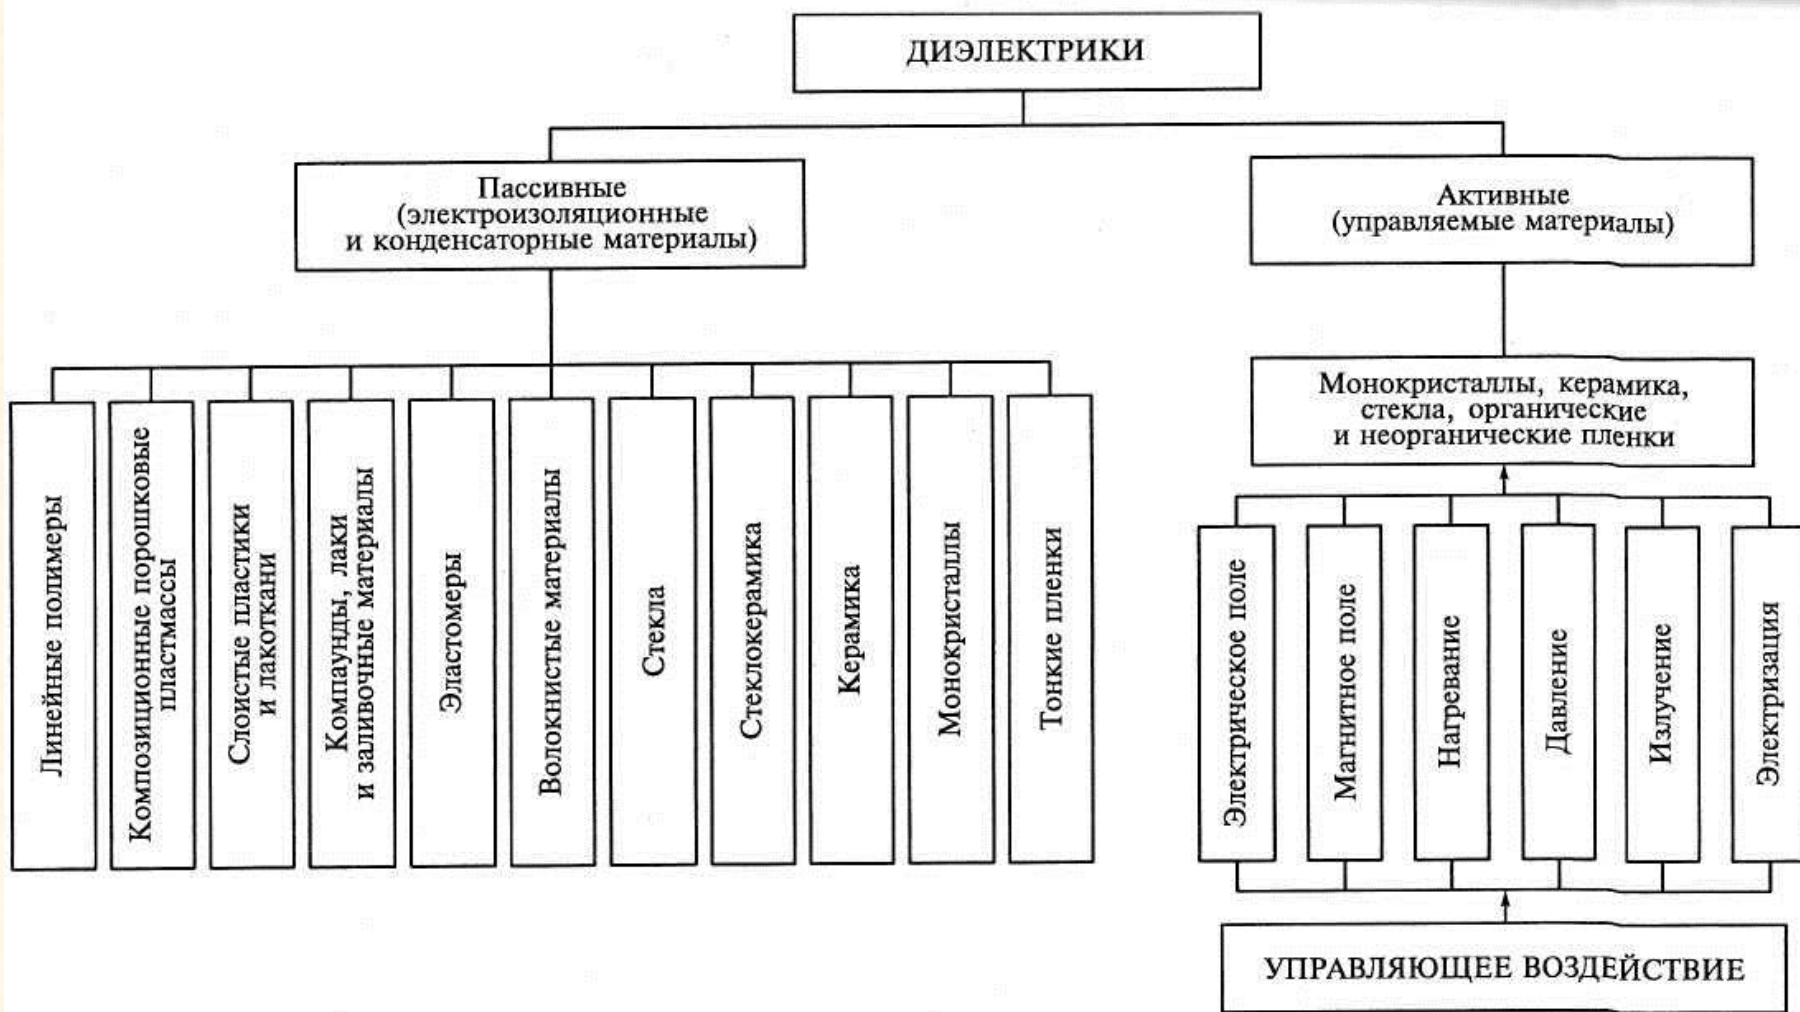 ДИЭЛЕКТРИКИ
Пассивные
(электроизоляционные
и конденсаторные материалы)
Активные
(управляемые материалы)
Линейные полимеры
Композиционные порошковые
пластмассы
Слоистые пластики
и лакоткани
Компаунды, лаки
и заливочные материалы
Эластомеры
Волокнистые материалы
Стекла
Стеклокерамика
Керамика
Монокристаллы
Тонкие пленки
Монокристаллы, керамика,
стекла, органические
и неорганические пленки
Электрическое поле
Магнитное поле
Нагревание
Давление
Излучение
Электризация
УПРАВЛЯЮЩЕЕ ВОЗДЕЙСТВИЕ